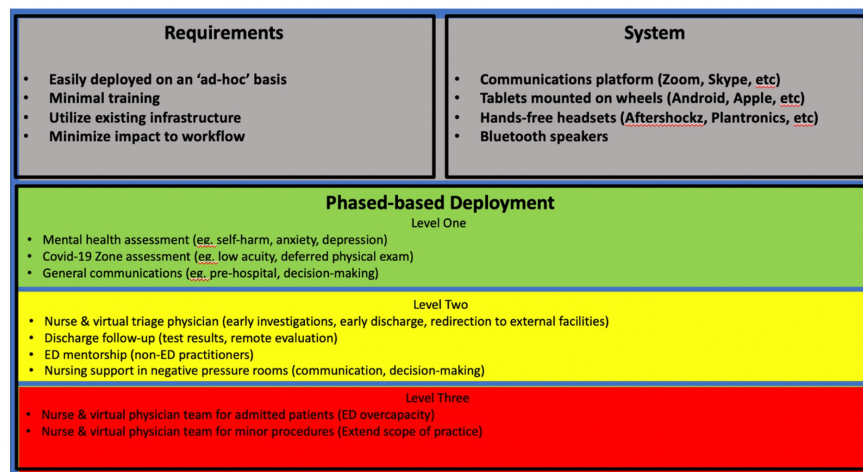 Requirements
• Easily deployed on an ‘ad-hoc’ basis
• Minimal training
• Utilize existing infrastructure
• Minimize impact to workflow
System
• Communications platform (Zoom, Skype, etc)
• Tablets mounted on wheels (Android, Apple, etc)
• Hands-free headsets (Aftershockz, Plantronics, etc)
• Bluetooth speakers
Phased-based Deployment
Level One
• Mental health assessment (eg. self-harm, anxiety, depression)
• Covid-19 Zone assessment (eg. low acuity, deferred physical exam)
• General communications (eg. pre-hospital, decision-making)
Level Two
• Nurse & virtual triage physician (early investigations, early discharge, redirection to external facilities)
• Discharge follow-up (test results, remote evaluation)
• ED mentorship (non-ED practitioners)
• Nursing support in negative pressure rooms (communication, decision-making)
Level Three
• Nurse & virtual physician team for admitted patients (ED overcapacity)
• Nurse & virtual physician team for minor procedures (Extend scope of practice)